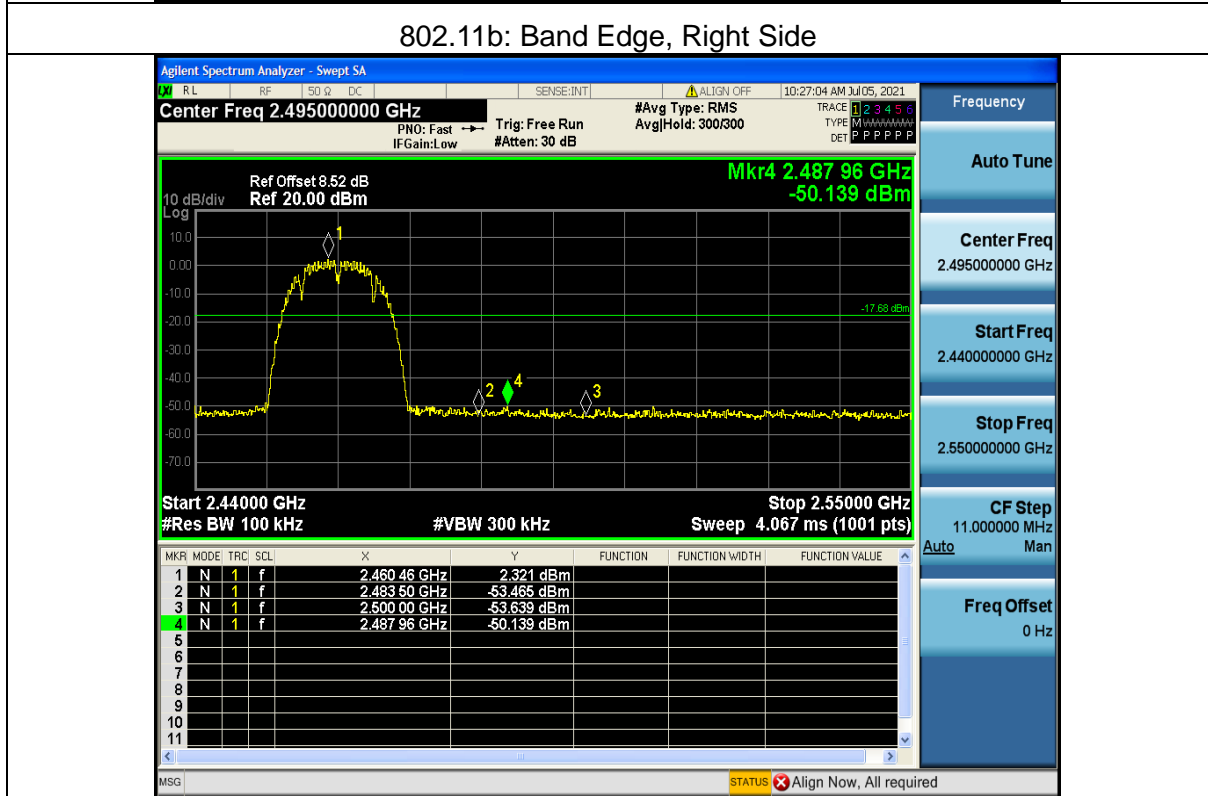 802.11b: Band Edge, Right Side
Agilent Spectrum Analyzer - Swept SA
RL RF 50 Ω DC SENSE:INT ALIGN OFF 10:27:04 AM Jul 05, 2021
Center Freq 2.495000000 GHz #Avg Type: RMS TRACE 1 2 3 4 5 6
PNO: Fast Trig: Free Run Avg|Hold: 300/300 TYPE M
IFGain:Low #Atten: 30 dB DET P P P P P P
Frequency
Mkr4 2.487 96 GHz
-50.139 dBm
Ref Offset 8.52 dB
10 dB/div Ref 20.00 dBm
Log
10.0
0.00
-10.0
-20.0
-30.0
-40.0
-50.0
-60.0
-70.0
1
2
4
3
-17.68 dBm
Start 2.44000 GHz Stop 2.55000 GHz
#Res BW 100 kHz #VBW 300 kHz Sweep 4.067 ms (1001 pts)
MKR MODE TRC SCL X Y FUNCTION FUNCTION WIDTH FUNCTION VALUE
1 N 1 f 2.460 46 GHz 2.321 dBm
2 N 1 f 2.483 50 GHz -53.465 dBm
3 N 1 f 2.500 00 GHz -53.639 dBm
4 N 1 f 2.487 96 GHz -50.139 dBm
5
6
7
8
9
10
11
Auto Tune
Center Freq
2.495000000 GHz
Start Freq
2.440000000 GHz
Stop Freq
2.550000000 GHz
CF Step
11.000000 MHz
Auto Man
Freq Offset
0 Hz
MSG STATUS Align Now, All required